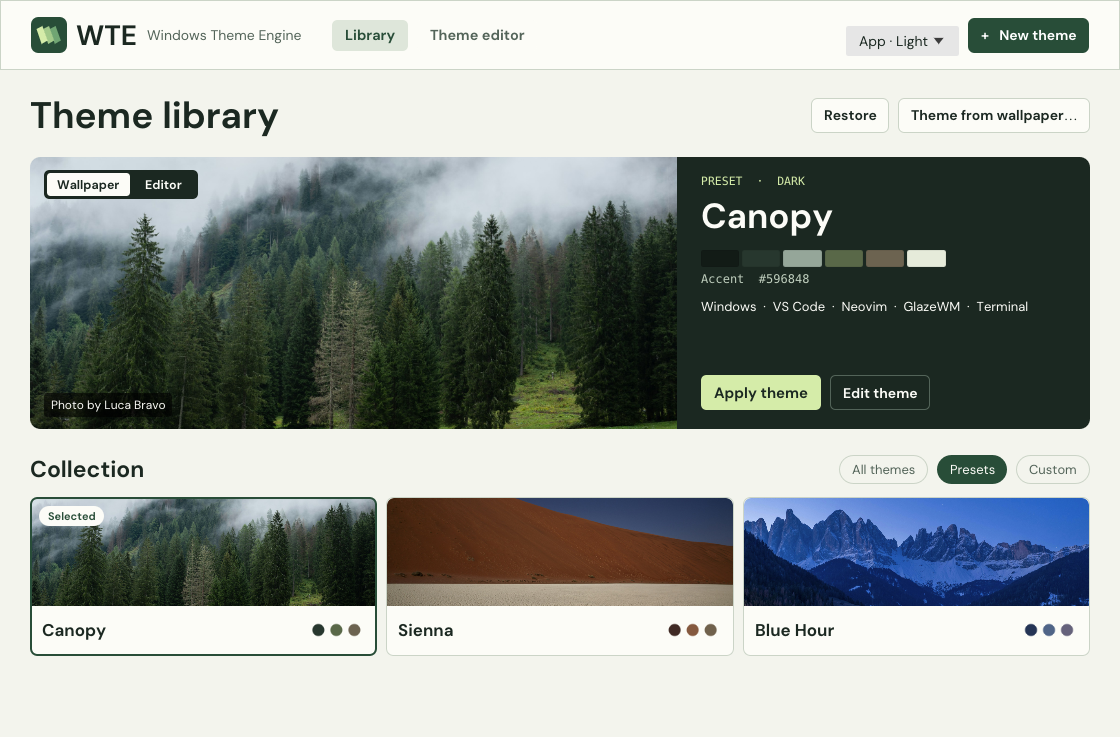 WTE Windows Theme Engine Library Theme editor App · Light ▼ + New theme
Theme library Restore Theme from wallpaper...
Wallpaper Editor
PRESET · DARK
Canopy
Accent #596848
Windows · VS Code · Neovim · GlazeWM · Terminal
Apply theme Edit theme
Photo by Luca Bravo
Collection All themes Presets Custom
Selected
Canopy
Sienna
Blue Hour